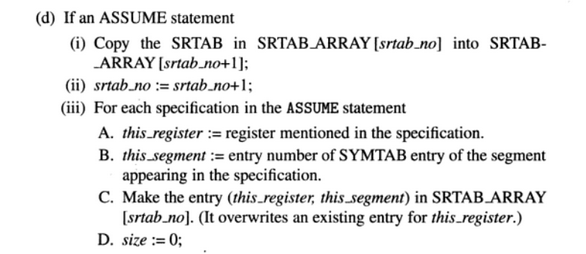 (d) If an ASSUME statement
(i) Copy the SRTAB in SRTAB_ARRAY [srtab_no] into SRTAB-
_ARRAY [srtab_no+1];
(ii) srtab_no := srtab_no+1;
(iii) For each specification in the ASSUME statement
A. this_register := register mentioned in the specification.
B. this_segment := entry number of SYMTAB entry of the segment
appearing in the specification.
C. Make the entry (this_register, this_segment) in SRTAB_ARRAY
[srtab_no]. (It overwrites an existing entry for this_register.)
D. size := 0;